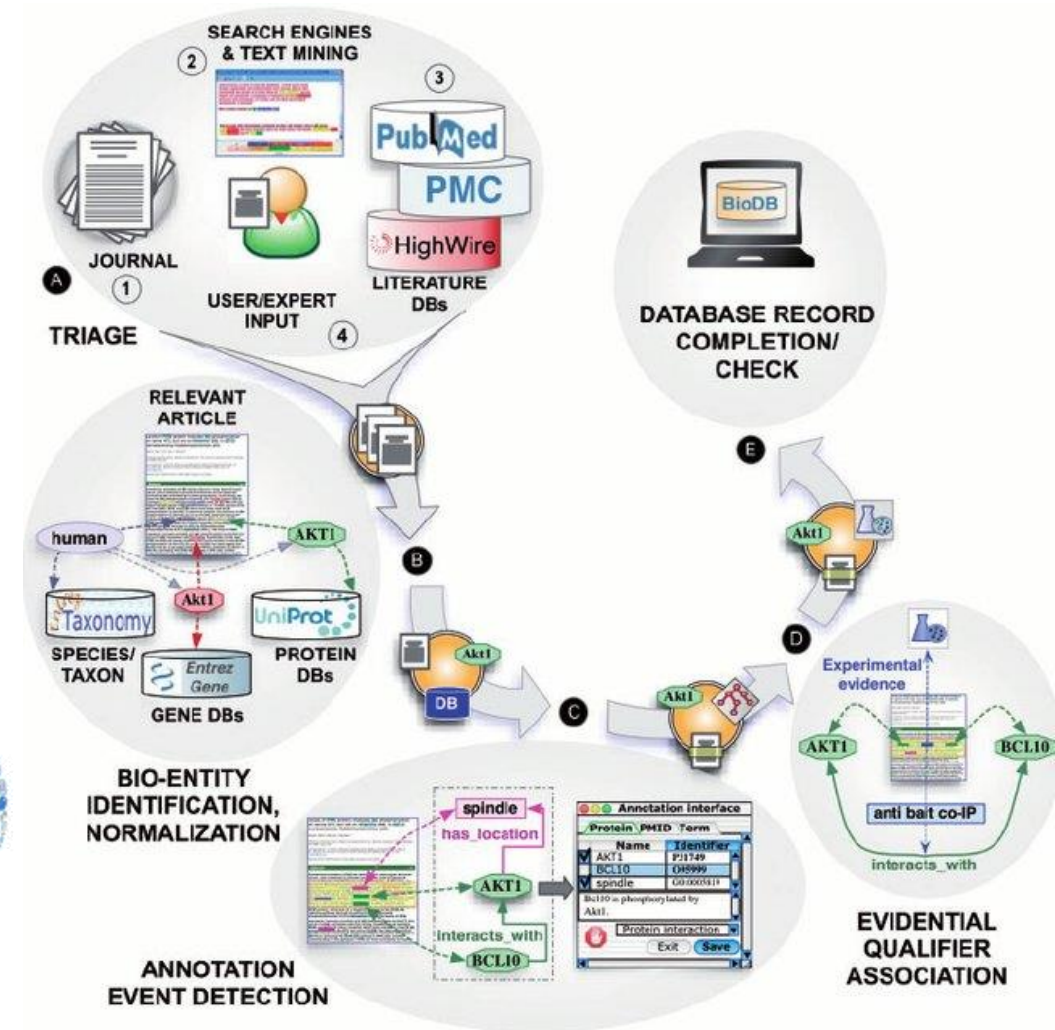 SEARCH ENGINES
& TEXT MINING
2
3
PubMed
PMC
HighWire
LITERATURE
DBs
JOURNAL
A
1
USER/EXPERT
INPUT
4
TRIAGE
BioDB
DATABASE RECORD
COMPLETION/
CHECK
RELEVANT
ARTICLE
human
AKT1
Akt1
Taxonomy
UniProt
SPECIES/
TAXON
Entrez
Gene
PROTEIN
DBs
GENE DBs
BIO-ENTITY
IDENTIFICATION,
NORMALIZATION
B
Akt1
DB
C
Akt1
D
E
Akt1
spindle
has_location
AKT1
interacts_with
BCL10
ANNOTATION
EVENT DETECTION
Annotation interface
Protein PMID Term
Name Identifier
AKT1 P31749
BCL10 O95999
spindle GO:0005819
Bcl10 is phosphorylated by
Akt1.
Protein interaction
Exit Save
Experimental
evidence
AKT1
BCL10
anti bait co-IP
interacts_with
EVIDENTIAL
QUALIFIER
ASSOCIATION